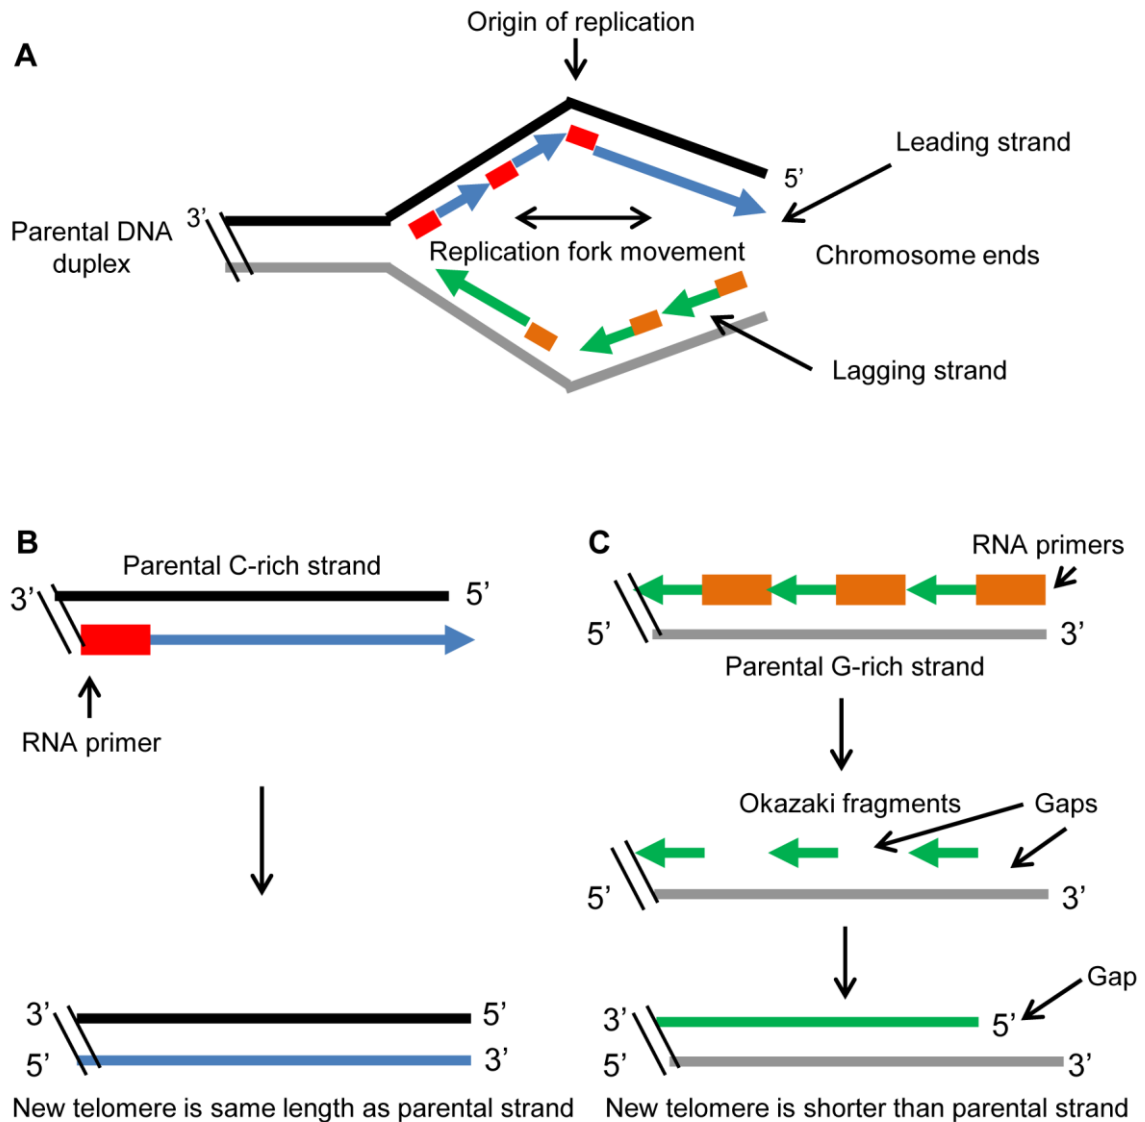 Origin of replication
A
Leading strand
5’
3’
Parental DNA
duplex
Replication fork movement
Chromosome ends
Lagging strand
B
Parental C-rich strand
3’
5’
RNA primer
3’
5’
5’
3’
New telomere is same length as parental strand
C
RNA primers
5’
3’
Parental G-rich strand
Okazaki fragments
Gaps
5’
3’
Gap
3’
5’
5’
3’
New telomere is shorter than parental strand